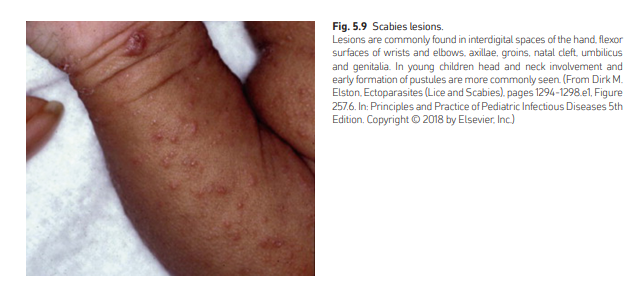 Fig. 5.9 Scabies lesions.
Lesions are commonly found in interdigital spaces of the hand, flexor
surfaces of wrists and elbows, axillae, groins, natal cleft, umbilicus
and genitalia. In young children head and neck involvement and
early formation of pustules are more commonly seen. (From Dirk M.
Elston, Ectoparasites (Lice and Scabies), pages 1294-1298.e1, Figure
257.6. In: Principles and Practice of Pediatric Infectious Diseases 5th
Edition. Copyright © 2018 by Elsevier, Inc.)